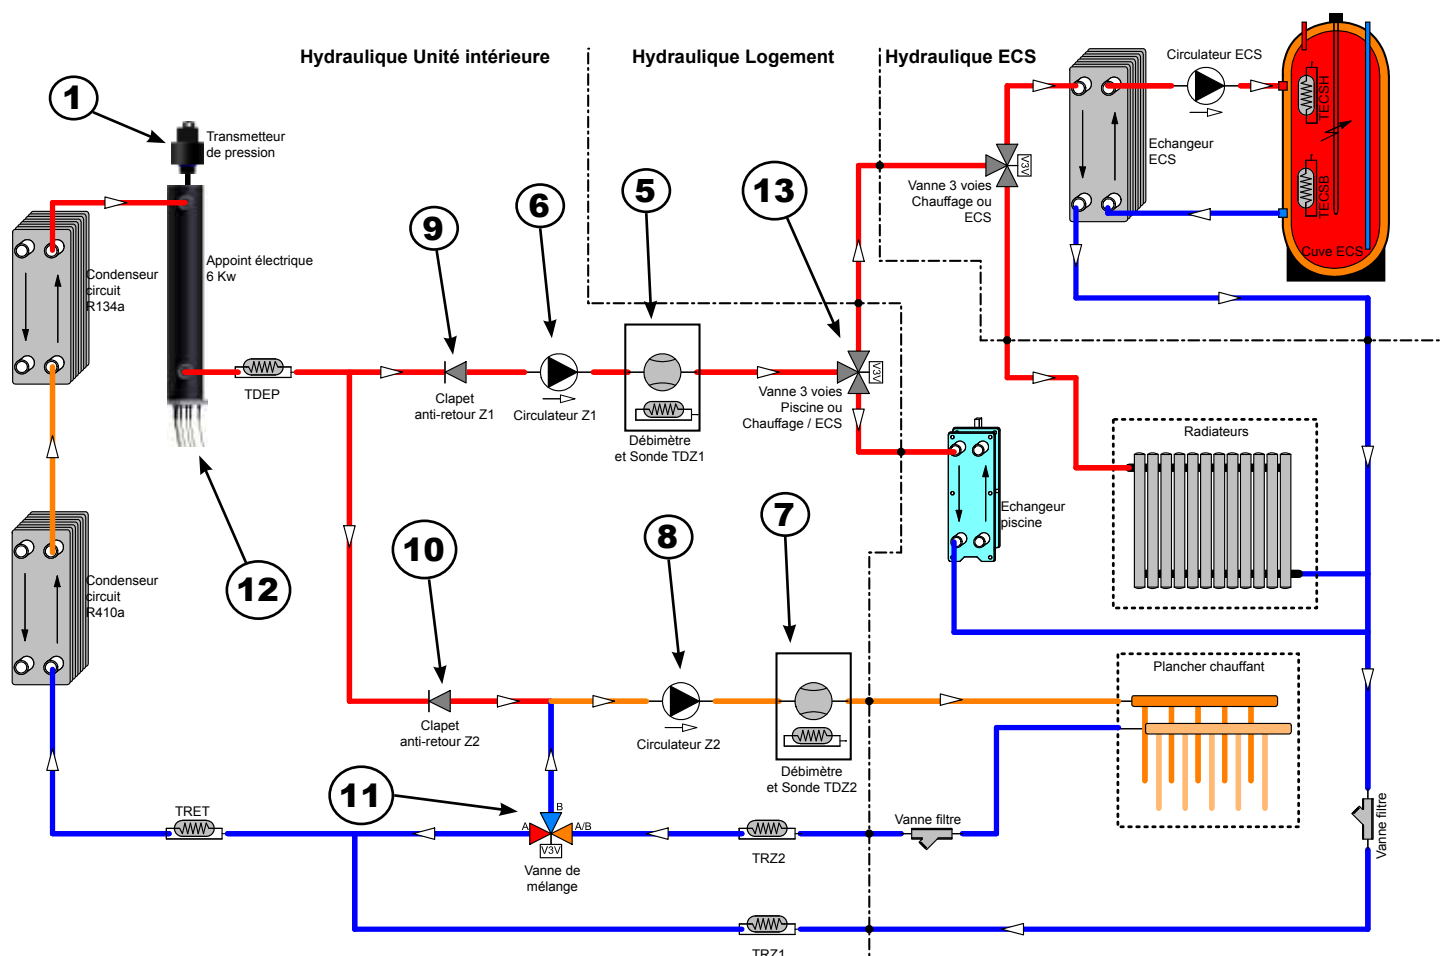 Hydraulique Unité intérieure
Hydraulique Logement
Hydraulique ECS
1
Transmetteur
de pression
Condenseur
circuit
R134a
Appoint électrique
6 Kw
TDEP
9
Clapet
anti-retour Z1
6
Circulateur Z1
5
Débimètre
et Sonde TDZ1
13
V3V
Vanne 3 voies
Piscine ou
Chauffage / ECS
V3V
Vanne 3 voies
Chauffage ou
ECS
Echangeur
ECS
Circulateur ECS
TECSH
TECSB
Cuve ECS
Radiateurs
Echangeur
piscine
Condenseur
circuit
R410a
12
10
Clapet
anti-retour Z2
8
Circulateur Z2
7
Débimètre
et Sonde TDZ2
Plancher chauffant
11
B
A
A/B
V3V
Vanne de
mélange
TRET
TRZ2
Vanne filtre
Vanne filtre
TRZ1